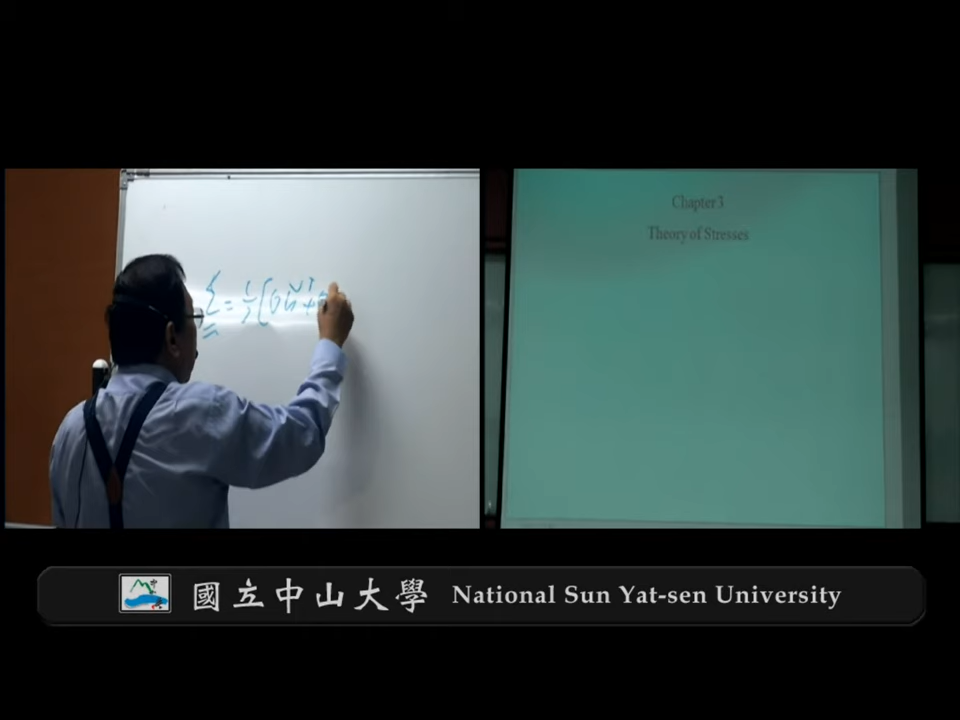 Chapter 3
Theory of Stresses
國立中山大學 National Sun Yat-sen University